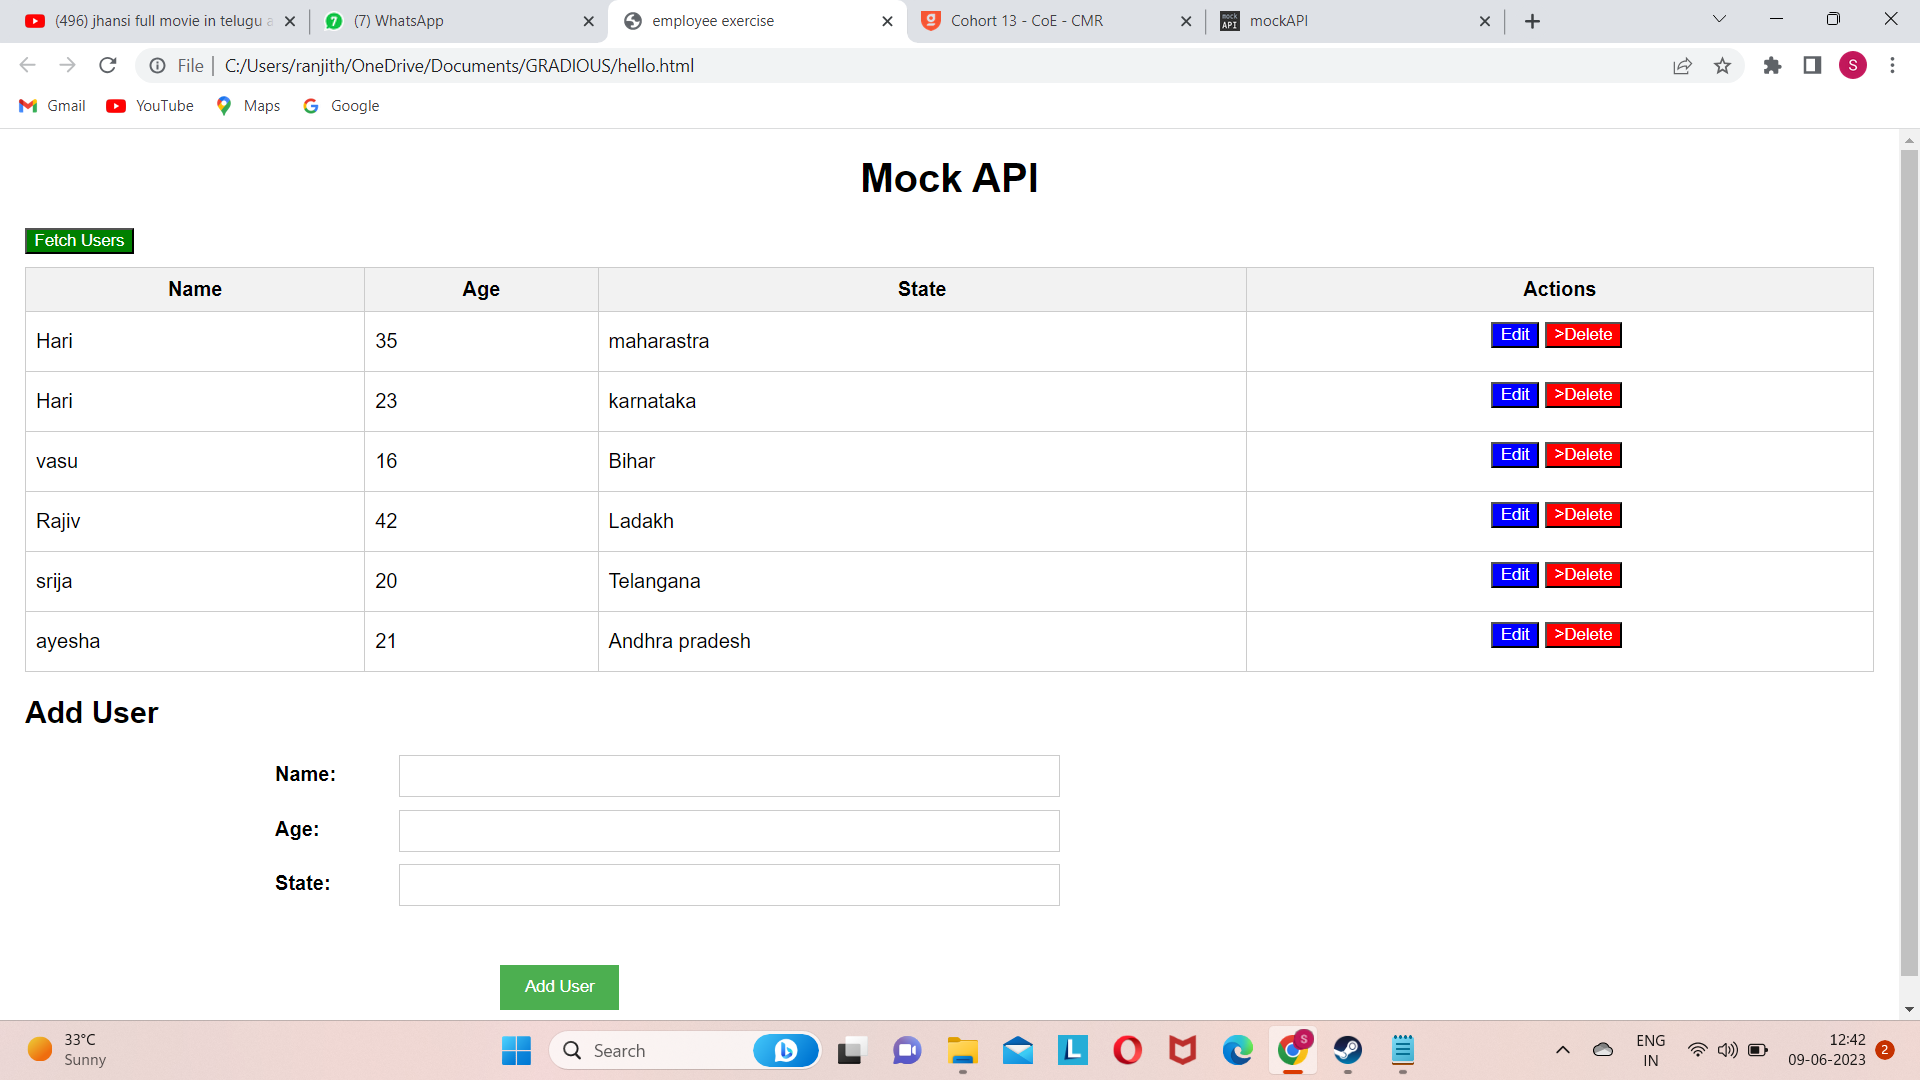 (496) jhansi full movie in telugu a
(7) WhatsApp
employee exercise
Cohort 13 - CoE - CMR
mock API
mockAPI
File
C:/Users/ranjith/OneDrive/Documents/GRADIOUS/hello.html
S
Gmail
YouTube
Maps
Google
Mock API
Fetch Users
Name Age State Actions
Hari 35 maharastra Edit >Delete
Hari 23 karnataka Edit >Delete
vasu 16 Bihar Edit >Delete
Rajiv 42 Ladakh Edit >Delete
srija 20 Telangana Edit >Delete
ayesha 21 Andhra pradesh Edit >Delete
Add User
Name:
Age:
State:
Add User
33°C
Sunny
Search
L
S
ENG
IN
12:42
09-06-2023
2